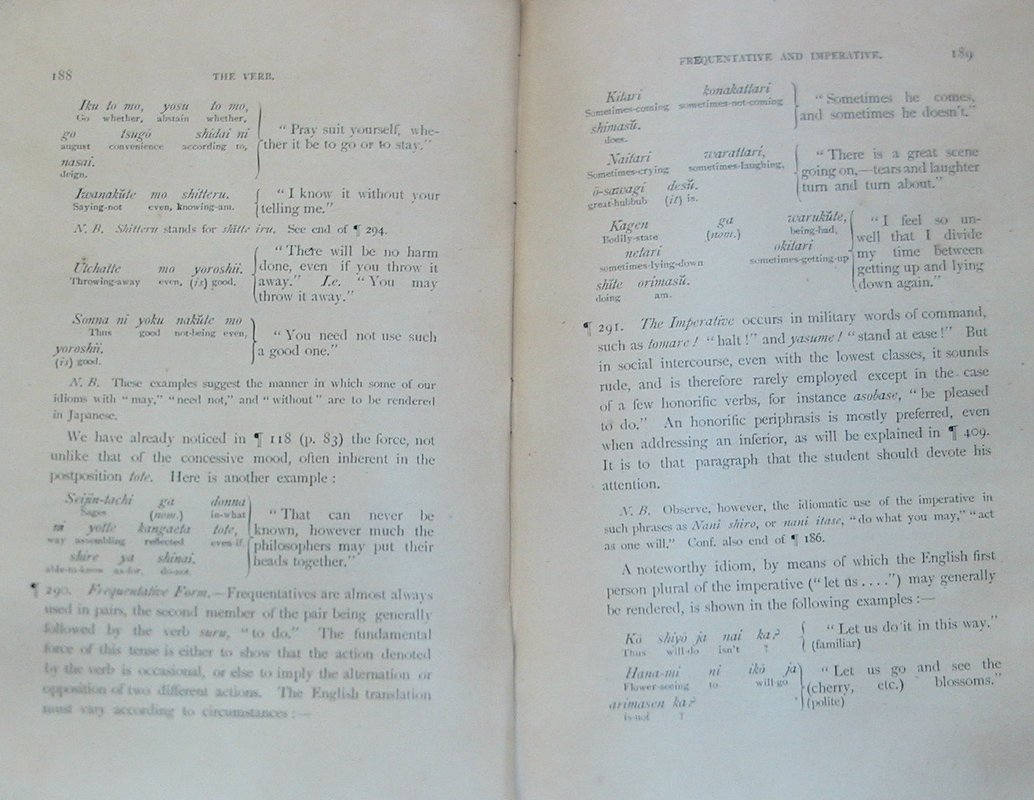 188
THE VERB.
Iku to mo, yosu to mo,
Go whether, abstain whether,
go tsugō shidai ni
august convenience according to,
nasai.
deign.
"Pray suit yourself, whe-
ther it be to go or to stay."
Iwanakŭte mo shitteru.
Saying-not even, knowing-am.
"I know it without your
telling me."
N. B. Shitteru stands for shitte iru. See end of ¶ 294.
Utchatte mo yoroshii.
Throwing-away even, (is) good.
"There will be no harm
done, even if you throw it
away." I.e. "You may
throw it away."
Sonna ni yoku nakŭte mo
Thus good not-being even,
yoroshii.
(is) good.
"You need not use such
a good one."
N. B. These examples suggest the manner in which some of our
idioms with "may," "need not," and "without" are to be rendered
in Japanese.
We have already noticed in ¶ 118 (p. 83) the force, not
unlike that of the concessive mood, often inherent in the
postposition tote. Here is another example :
Seijin-tachi ga donna
Sages (nom.) in-what
ni yotte kangaeta tote,
way assembling reflected even-if,
shire ya shinai.
able-to-know as-for, do-not.
"That can never be
known, however much the
philosophers may put their
heads together."
¶ 290. Frequentative Form.—Frequentatives are almost always
used in pairs, the second member of the pair being generally
followed by the verb suru, "to do." The fundamental
force of this tense is either to show that the action denoted
by the verb is occasional, or else to imply the alternation or
opposition of two different actions. The English translation
must vary according to circumstances :—
FREQUENTATIVE AND IMPERATIVE.
189
Kitari konakattari
Sometimes-coming sometimes-not-coming
shimasŭ.
does.
"Sometimes he comes,
and sometimes he doesn't."
Naitari warattari,
Sometimes-crying sometimes-laughing,
ō-sawagi desŭ.
great-hubbub (it) is.
"There is a great scene
going on,—tears and laughter
turn and turn about."
Kagen ga warukŭte,
Bodily-state (nom.) being-bad,
netari okitari
sometimes-lying-down sometimes-getting-up
shite orimasŭ.
doing am.
"I feel so un-
well that I divide
my time between
getting up and lying
down again."
¶ 291. The Imperative occurs in military words of command,
such as tomare ! "halt !" and yasume ! "stand at ease !" But
in social intercourse, even with the lowest classes, it sounds
rude, and is therefore rarely employed except in the case
of a few honorific verbs, for instance asobase, "be pleased
to do." An honorific periphrasis is mostly preferred, even
when addressing an inferior, as will be explained in ¶ 409.
It is to that paragraph that the student should devote his
attention.
N. B. Observe, however, the idiomatic use of the imperative in
such phrases as Nani shiro, or nani itase, "do what you may," "act
as one will." Conf. also end of ¶ 186.
A noteworthy idiom, by means of which the English first
person plural of the imperative ("let us . . . .") may generally
be rendered, is shown in the following examples :—
Kō shiyō ja nai ka?
Thus will-do isn't ?
"Let us do it in this way."
(familiar)
Hana-mi ni ikō ja
Flower-seeing to will-go
arimasen ka?
is-not ?
"Let us go and see the
(cherry, etc.) blossoms."
(polite)